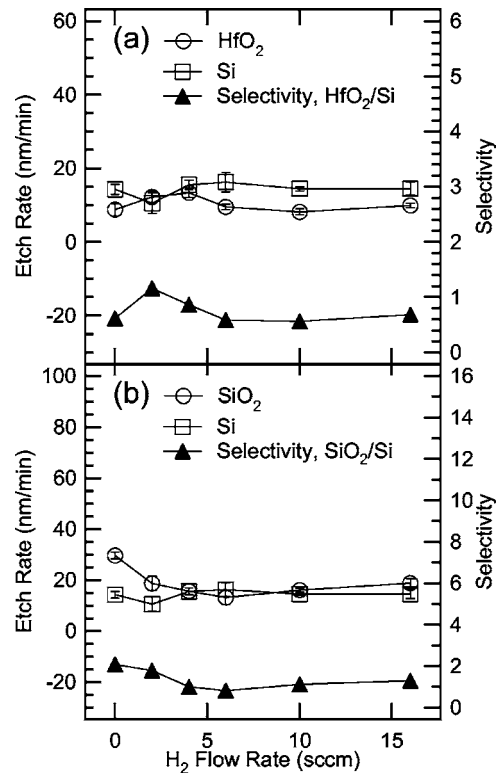 (a)
HfO2
Si
Selectivity, HfO2/Si
Etch Rate (nm/min)
60
40
20
0
-20
Selectivity
6
5
4
3
2
1
0
(b)
SiO2
Si
Selectivity, SiO2/Si
Etch Rate (nm/min)
100
80
60
40
20
0
-20
Selectivity
16
14
12
10
8
6
4
2
0
0
5
10
15
H2 Flow Rate (sccm)